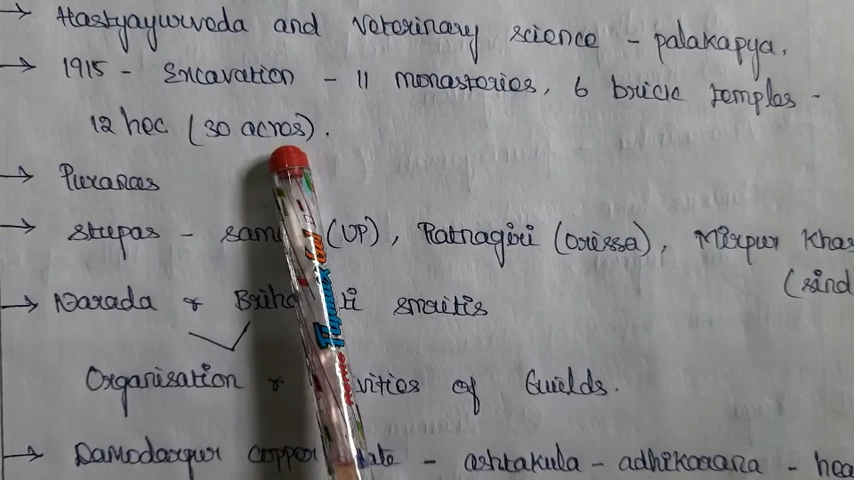 → Hastyayurveda and Veterinary science - palakapya.
→ 1915 - Excavation - 11 monasteries, 6 brick temples -
12 hec (30 acres).
→ Puranas
→ Stupas - (UP), Ratnagiri (Orissa), Mirpur Khas
(sind
→ Narada & smritis
Organisation & of Guilds.
→ Damodarpur copper - ashtakula - adhikarana - hea